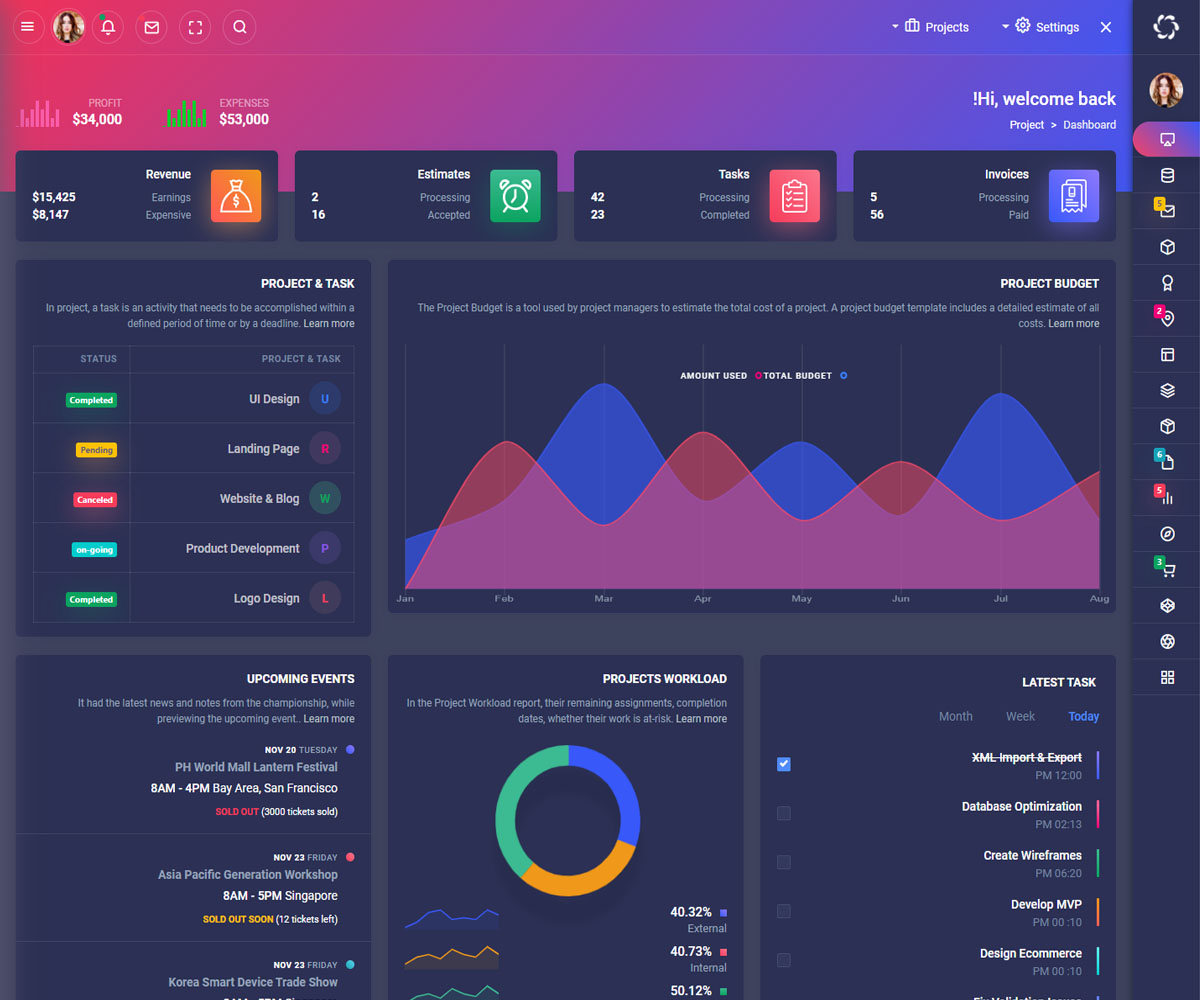 Projects
Settings
PROFIT
$34,000
EXPENSES
$53,000
!Hi, welcome back
Project > Dashboard
Revenue
$15,425 Earnings
$8,147 Expensive
Estimates
2 Processing
16 Accepted
Tasks
42 Processing
23 Completed
Invoices
5 Processing
56 Paid
PROJECT & TASK
In project, a task is an activity that needs to be accomplished within a
defined period of time or by a deadline. Learn more
STATUS PROJECT & TASK
Completed UI Design U
Pending Landing Page R
Canceled Website & Blog W
on-going Product Development P
Completed Logo Design L
PROJECT BUDGET
The Project Budget is a tool used by project managers to estimate the total cost of a project. A project budget template includes a detailed estimate of all
costs. Learn more
AMOUNT USED TOTAL BUDGET
Jan Feb Mar Apr May Jun Jul Aug
UPCOMING EVENTS
It had the latest news and notes from the championship, while
previewing the upcoming event.. Learn more
NOV 20 TUESDAY
PH World Mall Lantern Festival
8AM - 4PM Bay Area, San Francisco
SOLD OUT (3000 tickets sold)
NOV 23 FRIDAY
Asia Pacific Generation Workshop
8AM - 5PM Singapore
SOLD OUT SOON (12 tickets left)
NOV 23 FRIDAY
Korea Smart Device Trade Show
PROJECTS WORKLOAD
In the Project Workload report, their remaining assignments, completion
dates, whether their work is at-risk. Learn more
40.32%
External
40.73%
Internal
50.12%
LATEST TASK
Month Week Today
XML Import & Export
PM 12:00
Database Optimization
PM 02:13
Create Wireframes
PM 06:20
Develop MVP
PM 00 :10
Design Ecommerce
PM 00 :10
5
2
6
5
3